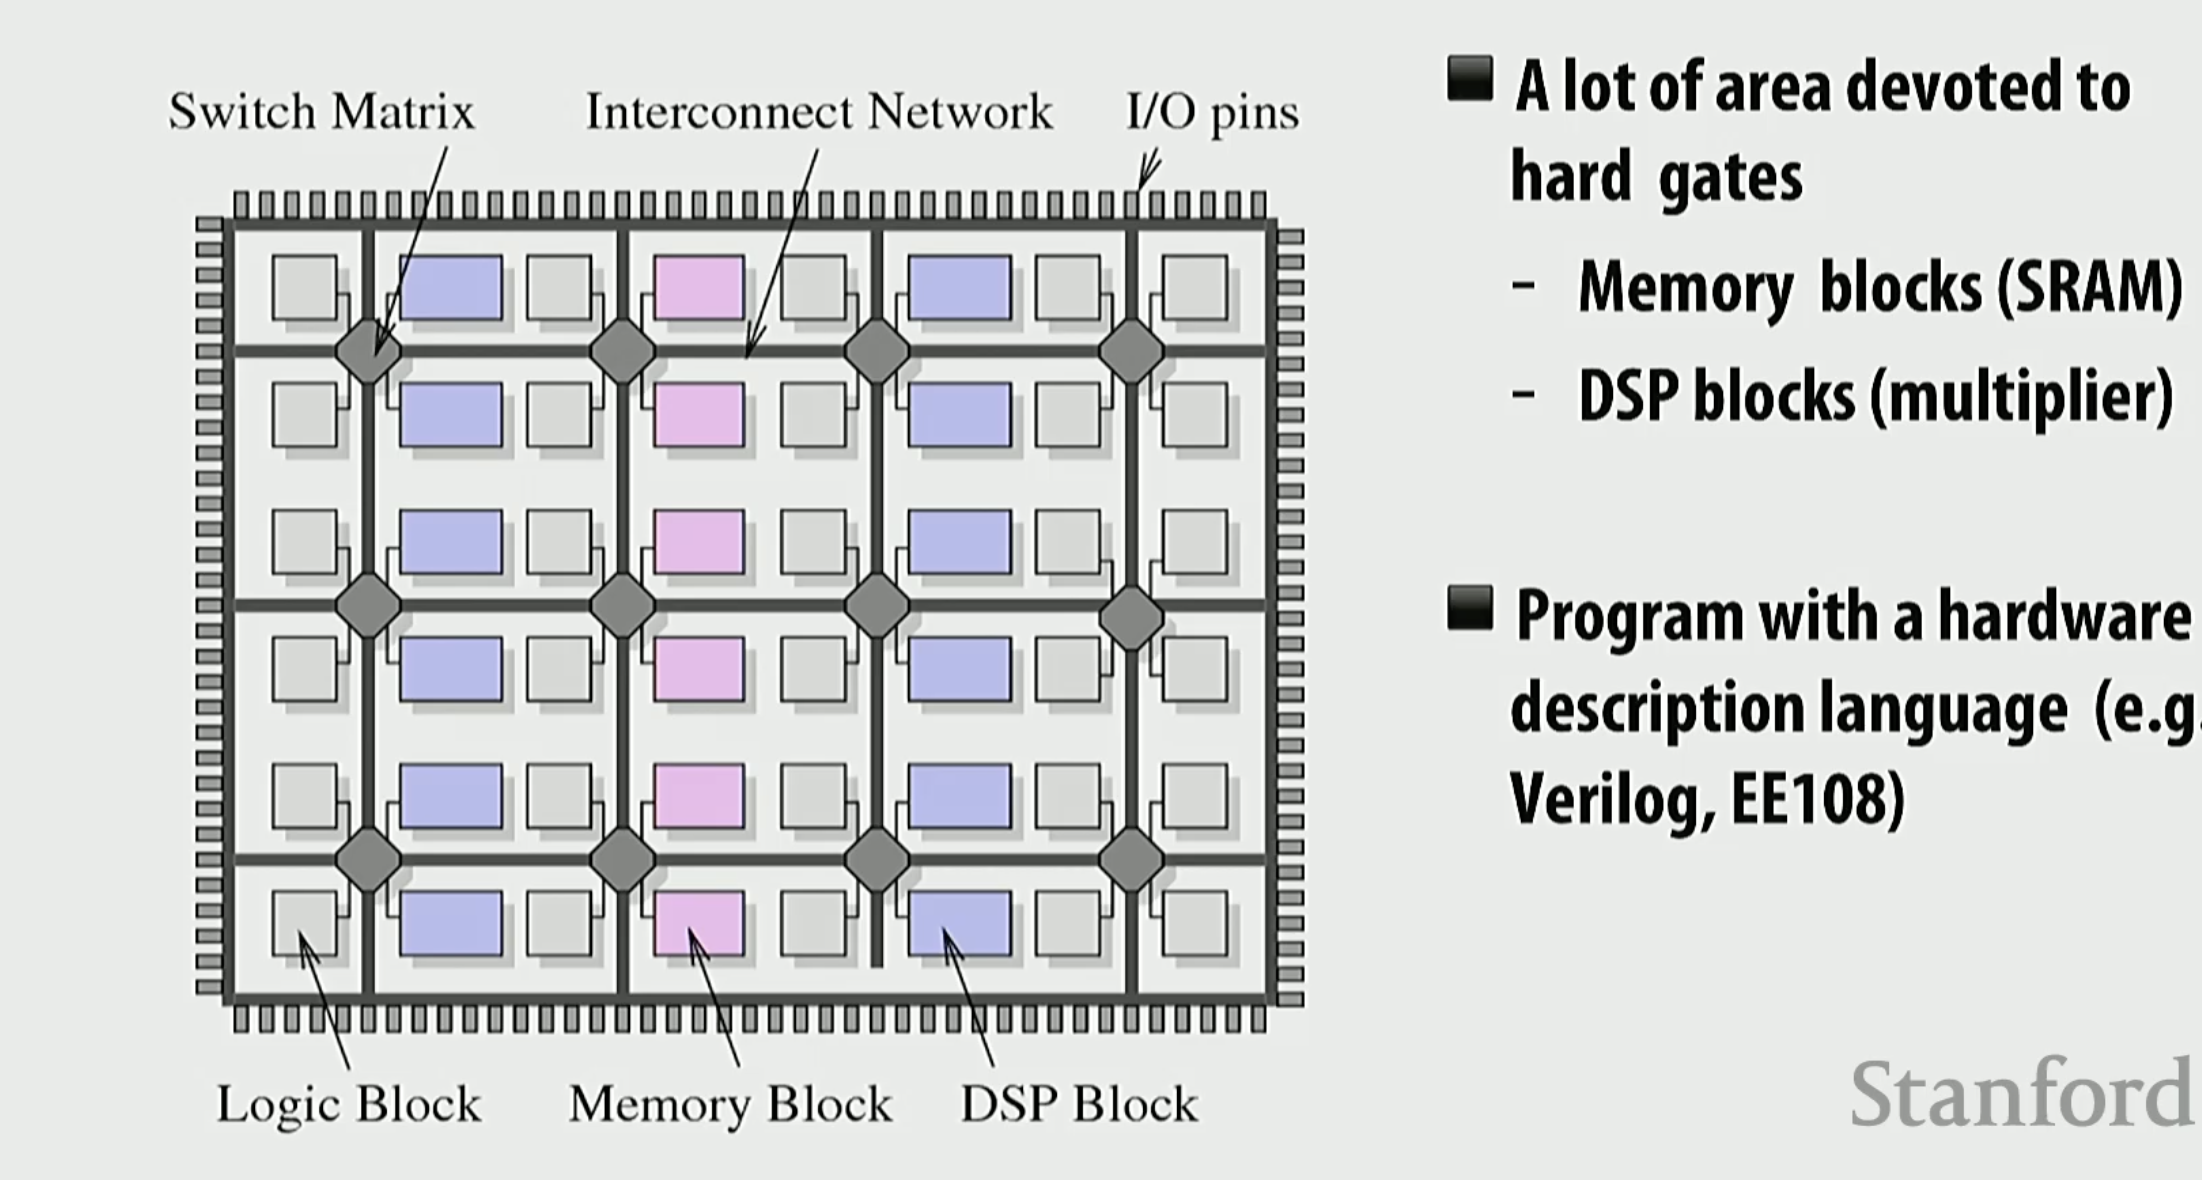 Switch Matrix
Interconnect Network
I/O pins
Logic Block
Memory Block
DSP Block
■ A lot of area devoted to
hard gates
- Memory blocks (SRAM)
- DSP blocks (multiplier)
■ Program with a hardware
description language (e.g.
Verilog, EE108)
Stanford